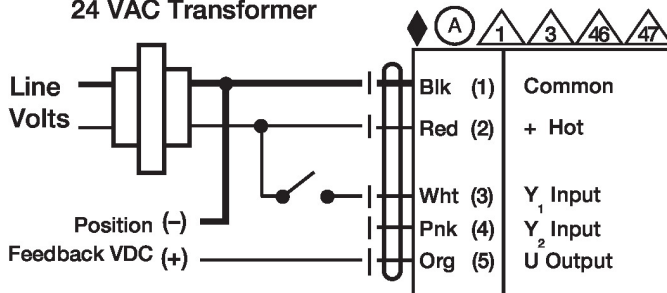 24 VAC Transformer
A 1 3 46 47
Line Volts
Blk (1) Common
Red (2) + Hot
Wht (3) Y1 Input
Position (–)
Pnk (4) Y2 Input
Feedback VDC (+)
Org (5) U Output